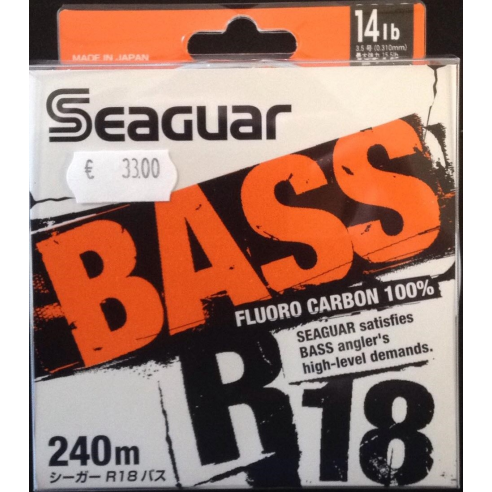 14lb
3.5号 (0.310mm)
MADE IN JAPAN
SEAGUAR
€ 33.00
BASS
FLUORO CARBON 100%
SEAGUAR satisfies
BASS angler's
high-level demands.
R18
240m
シーガー R18 バス